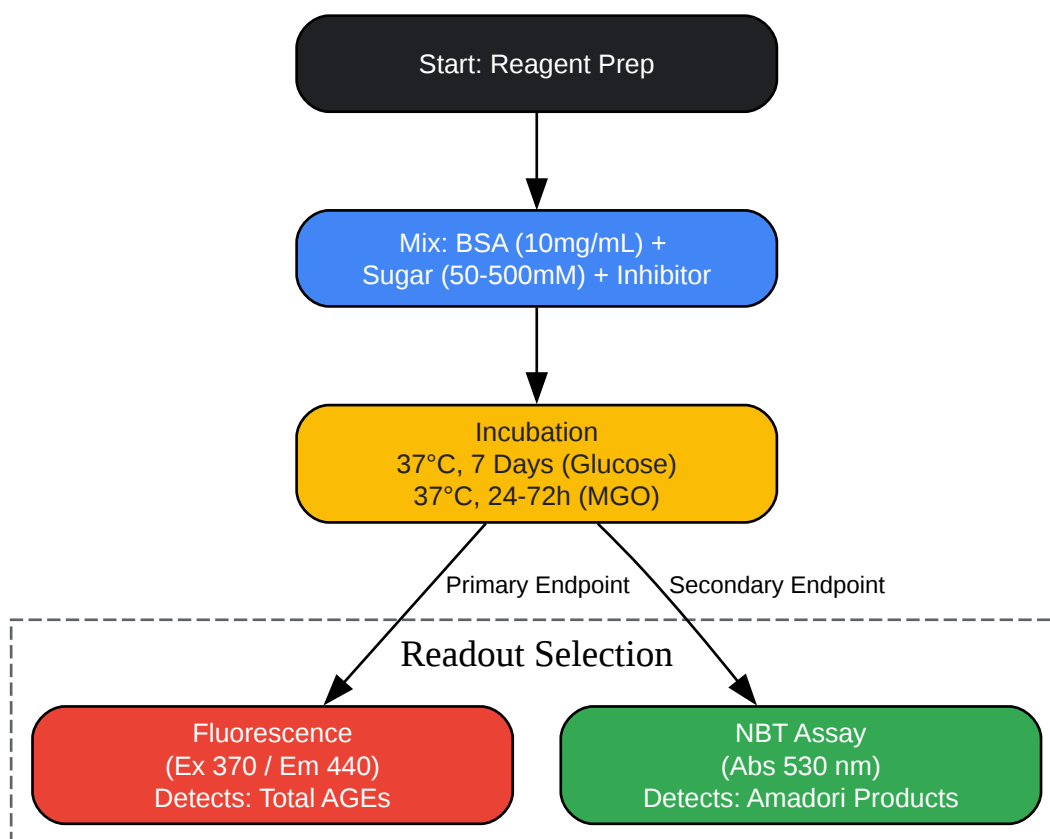 Start: Reagent Prep
Mix: BSA (10mg/mL) +
Sugar (50-500mM) + Inhibitor
Incubation
37°C, 7 Days (Glucose)
37°C, 24-72h (MGO)
Primary Endpoint
Secondary Endpoint
Readout Selection
Fluorescence
(Ex 370 / Em 440)
Detects: Total AGEs
NBT Assay
(Abs 530 nm)
Detects: Amadori Products